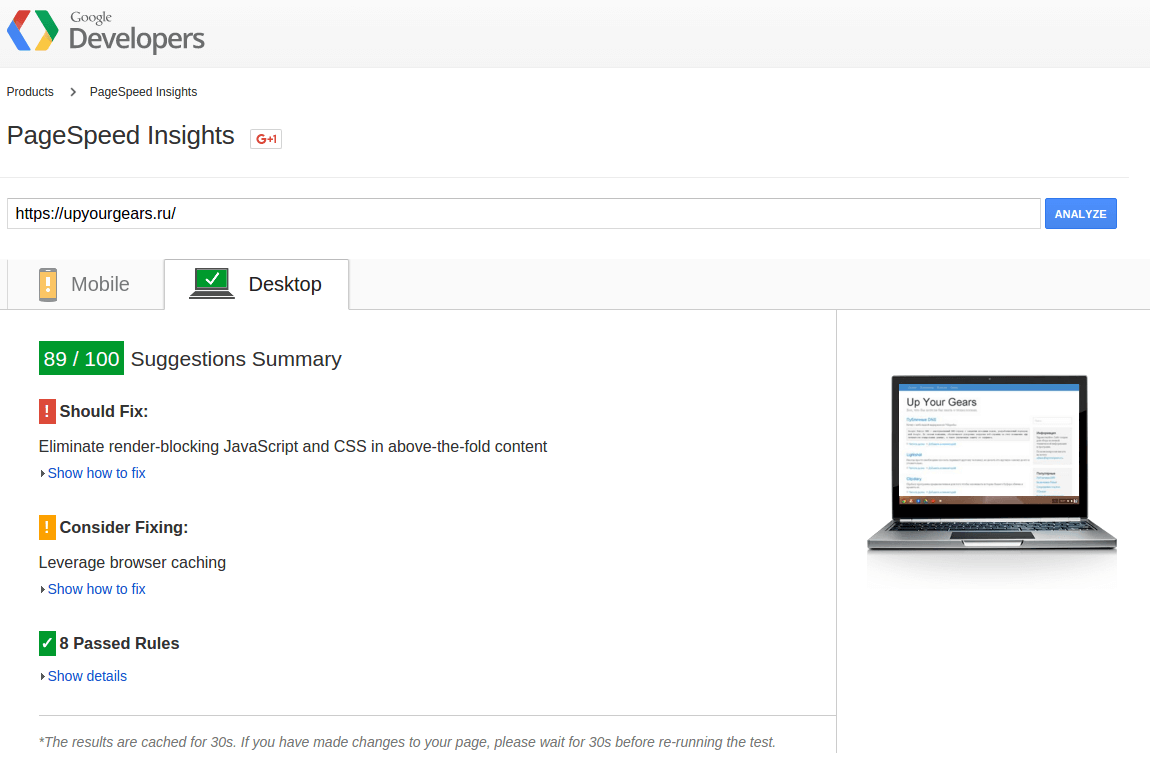 Google
Developers
Products > PageSpeed Insights
PageSpeed Insights
G+1
https://upyourgears.ru/
ANALYZE
! Mobile
Desktop
89 / 100 Suggestions Summary
! Should Fix:
Eliminate render-blocking JavaScript and CSS in above-the-fold content
Show how to fix
! Consider Fixing:
Leverage browser caching
Show how to fix
✓ 8 Passed Rules
Show details
*The results are cached for 30s. If you have made changes to your page, please wait for 30s before re-running the test.
Up Your Gears